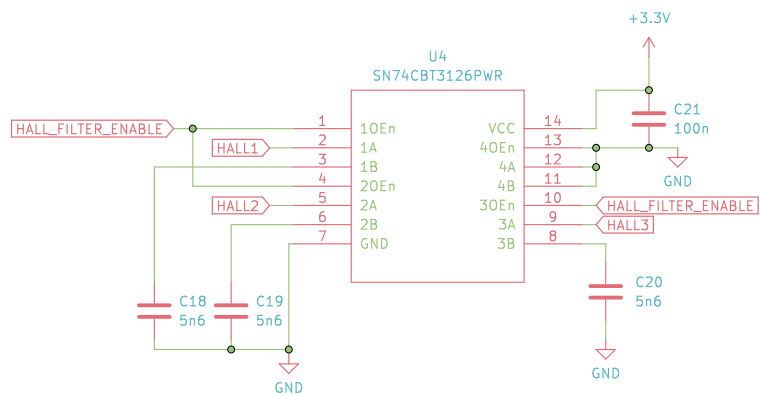 +3.3V
U4
SN74CBT3126PWR
HALL_FILTER_ENABLE
1 1OEn
HALL1 2 1A
3 1B
4 2OEn
HALL2 5 2A
6 2B
7 GND
VCC 14
4OEn 13
4A 12
4B 11
3OEn 10 HALL_FILTER_ENABLE
3A 9 HALL3
3B 8
C21
100n
GND
C18
5n6
C19
5n6
C20
5n6
GND
GND